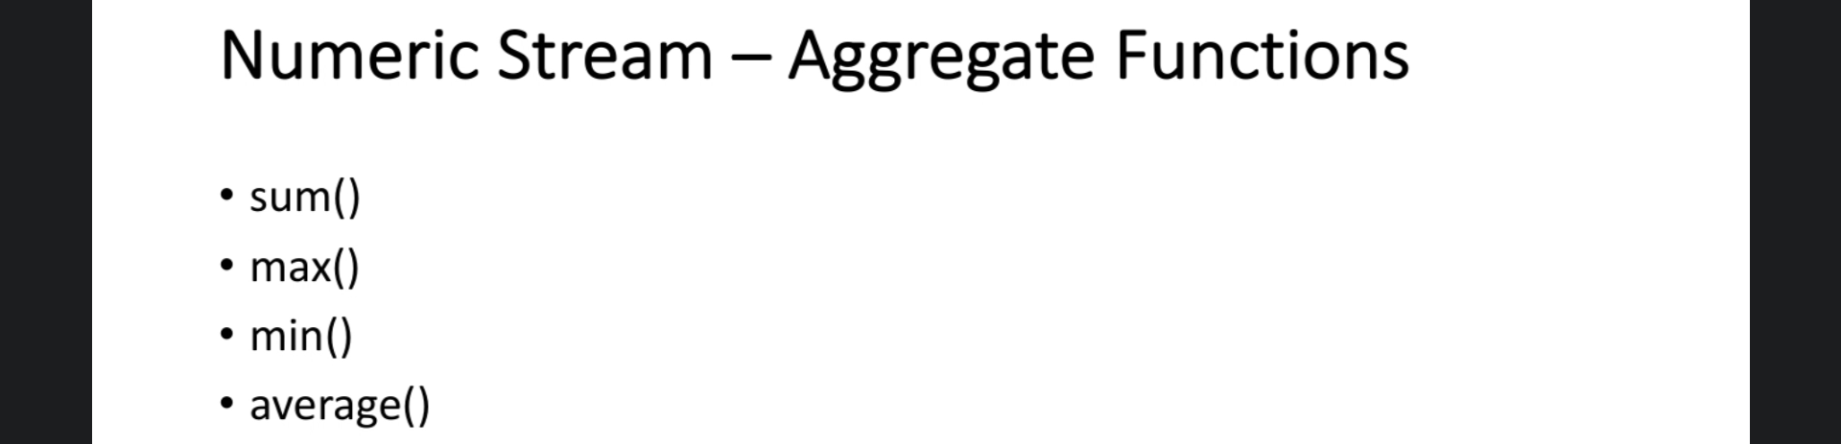 Numeric Stream – Aggregate Functions
• sum()
• max()
• min()
• average()